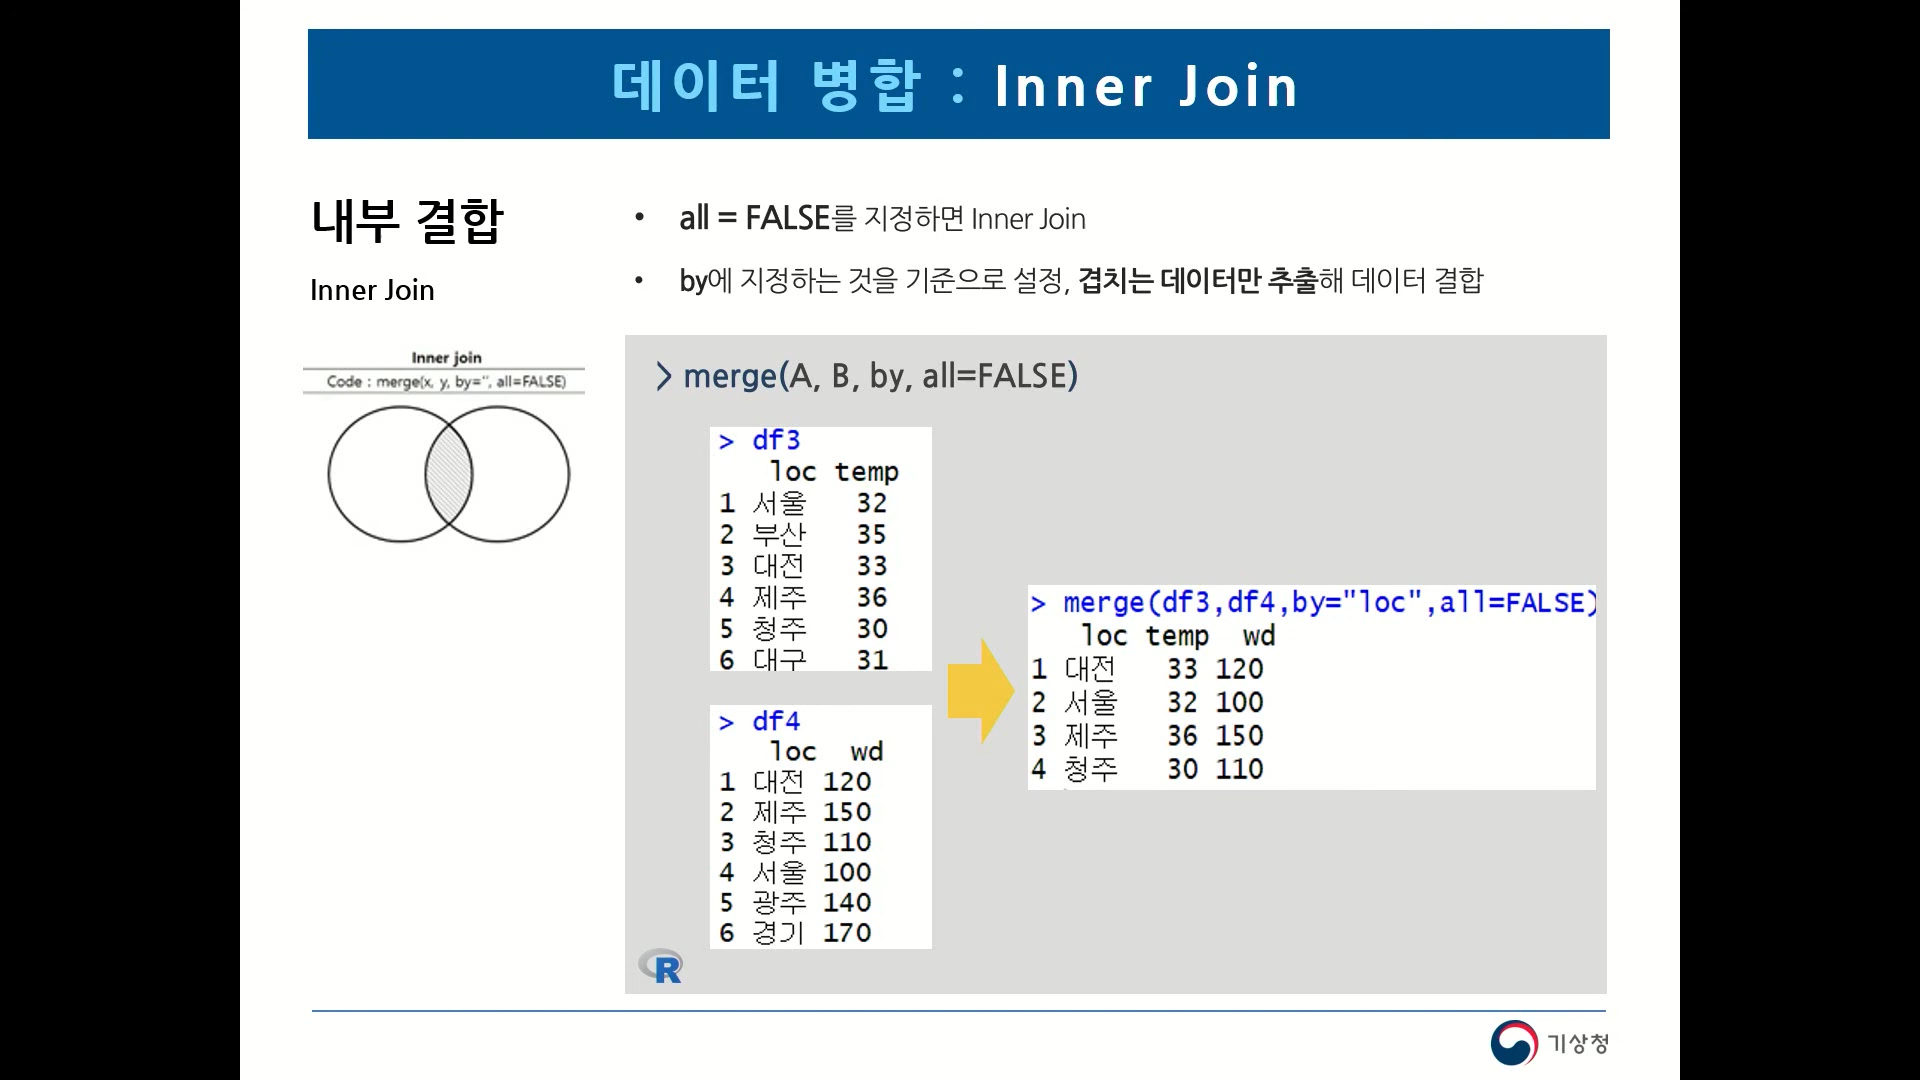 데이터 병합 : Inner Join
내부 결합
Inner Join
• all = FALSE를 지정하면 Inner Join
• by에 지정하는 것을 기준으로 설정, 겹치는 데이터만 추출해 데이터 결합
Inner join
Code : merge(x, y, by='', all=FALSE)
> merge(A, B, by, all=FALSE)
> df3
loc temp
1 서울 32
2 부산 35
3 대전 33
4 제주 36
5 청주 30
6 대구 31
> df4
loc wd
1 대전 120
2 제주 150
3 청주 110
4 서울 100
5 광주 140
6 경기 170
> merge(df3,df4,by="loc",all=FALSE)
loc temp wd
1 대전 33 120
2 서울 32 100
3 제주 36 150
4 청주 30 110
R
기상청